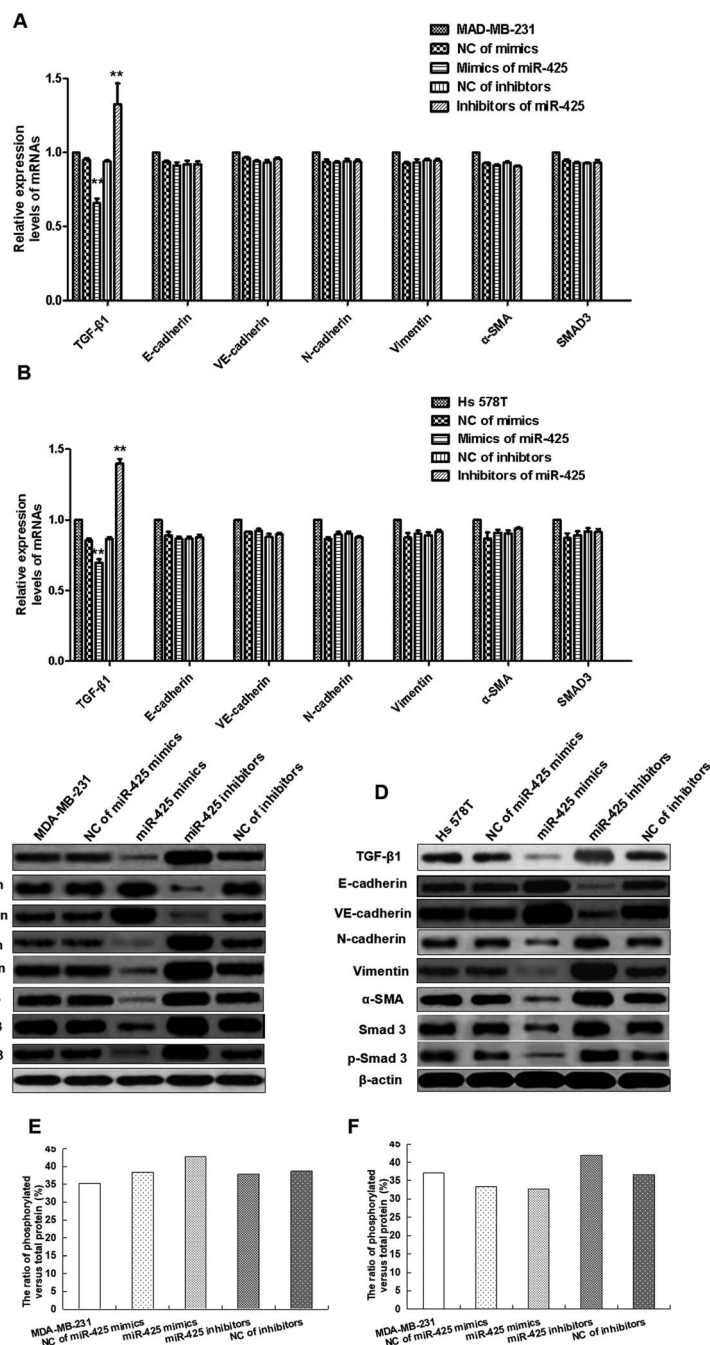 A
MAD-MB-231
NC of mimics
Mimics of miR-425
NC of inhibtors
Inhibitors of miR-425
Relative expression
levels of mRNAs
1.5
1.0
0.5
0.0
**
**
TGF-β1
E-cadherin
VE-cadherin
N-cadherin
Vimentin
α-SMA
SMAD3
B
Hs 578T
NC of mimics
Mimics of miR-425
NC of inhibtors
Inhibitors of miR-425
Relative expression
levels of mRNAs
1.5
1.0
0.5
0.0
**
**
TGF-β1
E-cadherin
VE-cadherin
N-cadherin
Vimentin
α-SMA
SMAD3
MDA-MB-231
NC of miR-425 mimics
miR-425 mimics
miR-425 inhibitors
NC of inhibitors
n
in
n
n
3
3
D
Hs 578T
NC of miR-425 mimics
miR-425 mimics
miR-425 inhibitors
NC of inhibitors
TGF-β1
E-cadherin
VE-cadherin
N-cadherin
Vimentin
α-SMA
Smad 3
p-Smad 3
β-actin
E
The ratio of phosphorylated
versus total protein (%)
45
40
35
30
25
20
15
10
5
0
MDA-MB-231
NC of miR-425 mimics
miR-425 mimics
miR-425 inhibitors
NC of inhibitors
F
The ratio of phosphorylated
versus total protein (%)
45
40
35
30
25
20
15
10
5
0
MDA-MB-231
NC of miR-425 mimics
miR-425 mimics
miR-425 inhibitors
NC of inhibitors